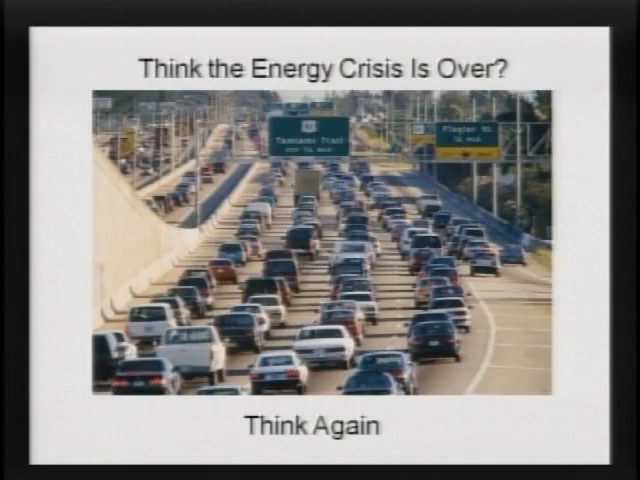 Think the Energy Crisis Is Over?
Tamiami Trail
Flagler St.
Think Again